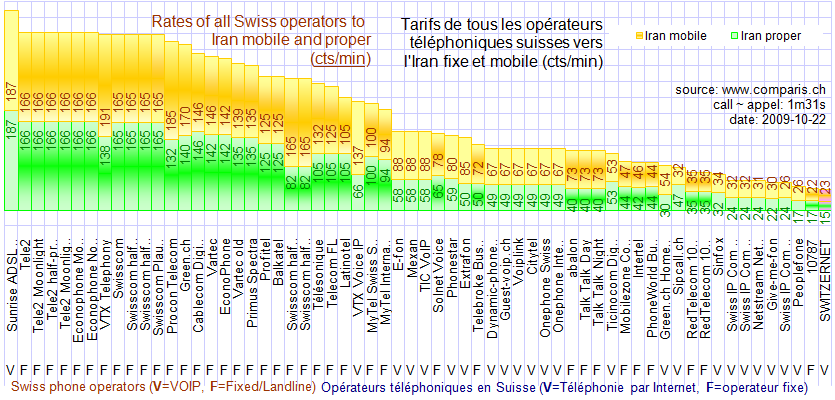 Rates of all Swiss operators to
Iran mobile and proper
(cts/min)
Tarifs de tous les opérateurs
téléphoniques suisses vers
l'Iran fixe et mobile (cts/min)
Iran mobile Iran proper
source: www.comparis.ch
call ~ appel: 1m31s
date: 2009-10-22
187 166 166 166 166 166 166 191 165 165 165 165 185 170 146 146 142 139 135 125 125 165 165 132 125 105 137 100 94 88 88 88 78 80 85 72 67 67 67 67 67 67 73 73 73 53 47 46 44 54 32 35 35 34 32 32 31 30 26 26 22 23
187 166 166 166 166 166 166 138 165 165 165 165 132 140 146 142 142 135 135 125 125 82 82 105 105 105 66 100 94 58 58 58 65 59 50 50 49 49 49 49 49 49 40 40 40 53 44 42 44 30 47 35 35 32 24 24 24 22 24 17 17 15
Sunrise ADSL...
Tele2
Tele2 Moonlight
Tele2 half-pr...
Tele2 Moonlig...
Econophone Mo...
Econophone No...
VTX Telephony
Swisscom
Swisscom half...
Swisscom half...
Swisscom Plau...
Procon Telecom
Green.ch
Cablecom Digi...
Vartec
EconoPhone
Vartec old
Primus Spectra
Profitel
Balkatel
Swisscom half...
Swisscom half...
Télésonique
Telecom FL
Latinotel
VTX Voice IP
MyTel Swiss S...
MyTel Interna...
E-fon
Mexan
TIC VoIP
Solnet Voice
Phonestar
Extrafon
Telebroke Bus...
Dynamic-phone...
Guest-voip.ch
Voiplink
Onephone Swiss
Onephone Inte...
abalon
Talk Talk Day
Talk Talk Night
Ticinocom Dig...
Mobilezone Co...
Intertel
PhoneWorld Bu...
Green.ch Home...
Sipcall.ch
RedTelecom 10...
RedTelecom 10...
Sinfox
Swiss IP Com ...
Swiss IP Com ...
Netstream Net...
Give-me-fon
Swiss IP Com ...
Peoplefone
10787
SWITZERNET
V F F F F F F V F F F F F F F F F F F F F F F F F F V F F V V V V V F F V V V V V V F F F V F F F V V F F V V V V V V V F V
Swiss phone operators (V=VOIP, F=Fixed/Landline) Opérateurs téléphoniques en Suisse (V=Téléphonie par Internet, F=operateur fixe)